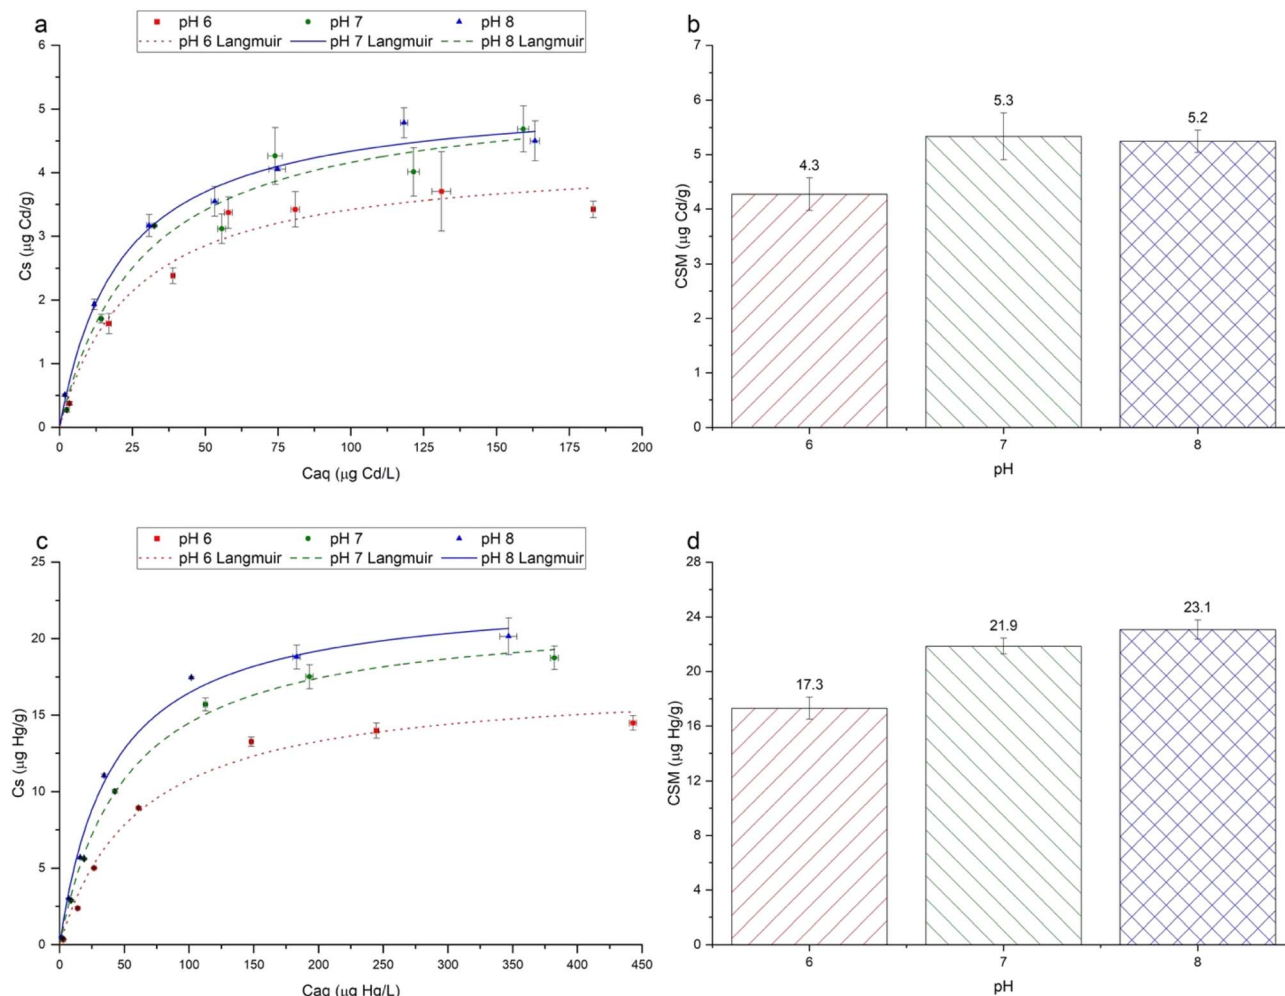 a
pH 6 pH 7 pH 8
pH 6 Langmuir pH 7 Langmuir pH 8 Langmuir
6
5
4
3
2
1
0
Cs (μg Cd/g)
0 25 50 75 100 125 150 175 200
Caq (μg Cd/L)
b
7
6
5
4
3
2
1
0
CSM (μg Cd/g)
4.3 5.3 5.2
6 7 8
pH
c
pH 6 pH 7 pH 8
pH 6 Langmuir pH 7 Langmuir pH 8 Langmuir
25
20
15
10
5
0
Cs (μg Hg/g)
0 50 100 150 200 250 300 350 400 450
Caq (μg Hg/L)
d
28
24
20
16
12
8
4
0
CSM (μg Hg/g)
17.3 21.9 23.1
6 7 8
pH